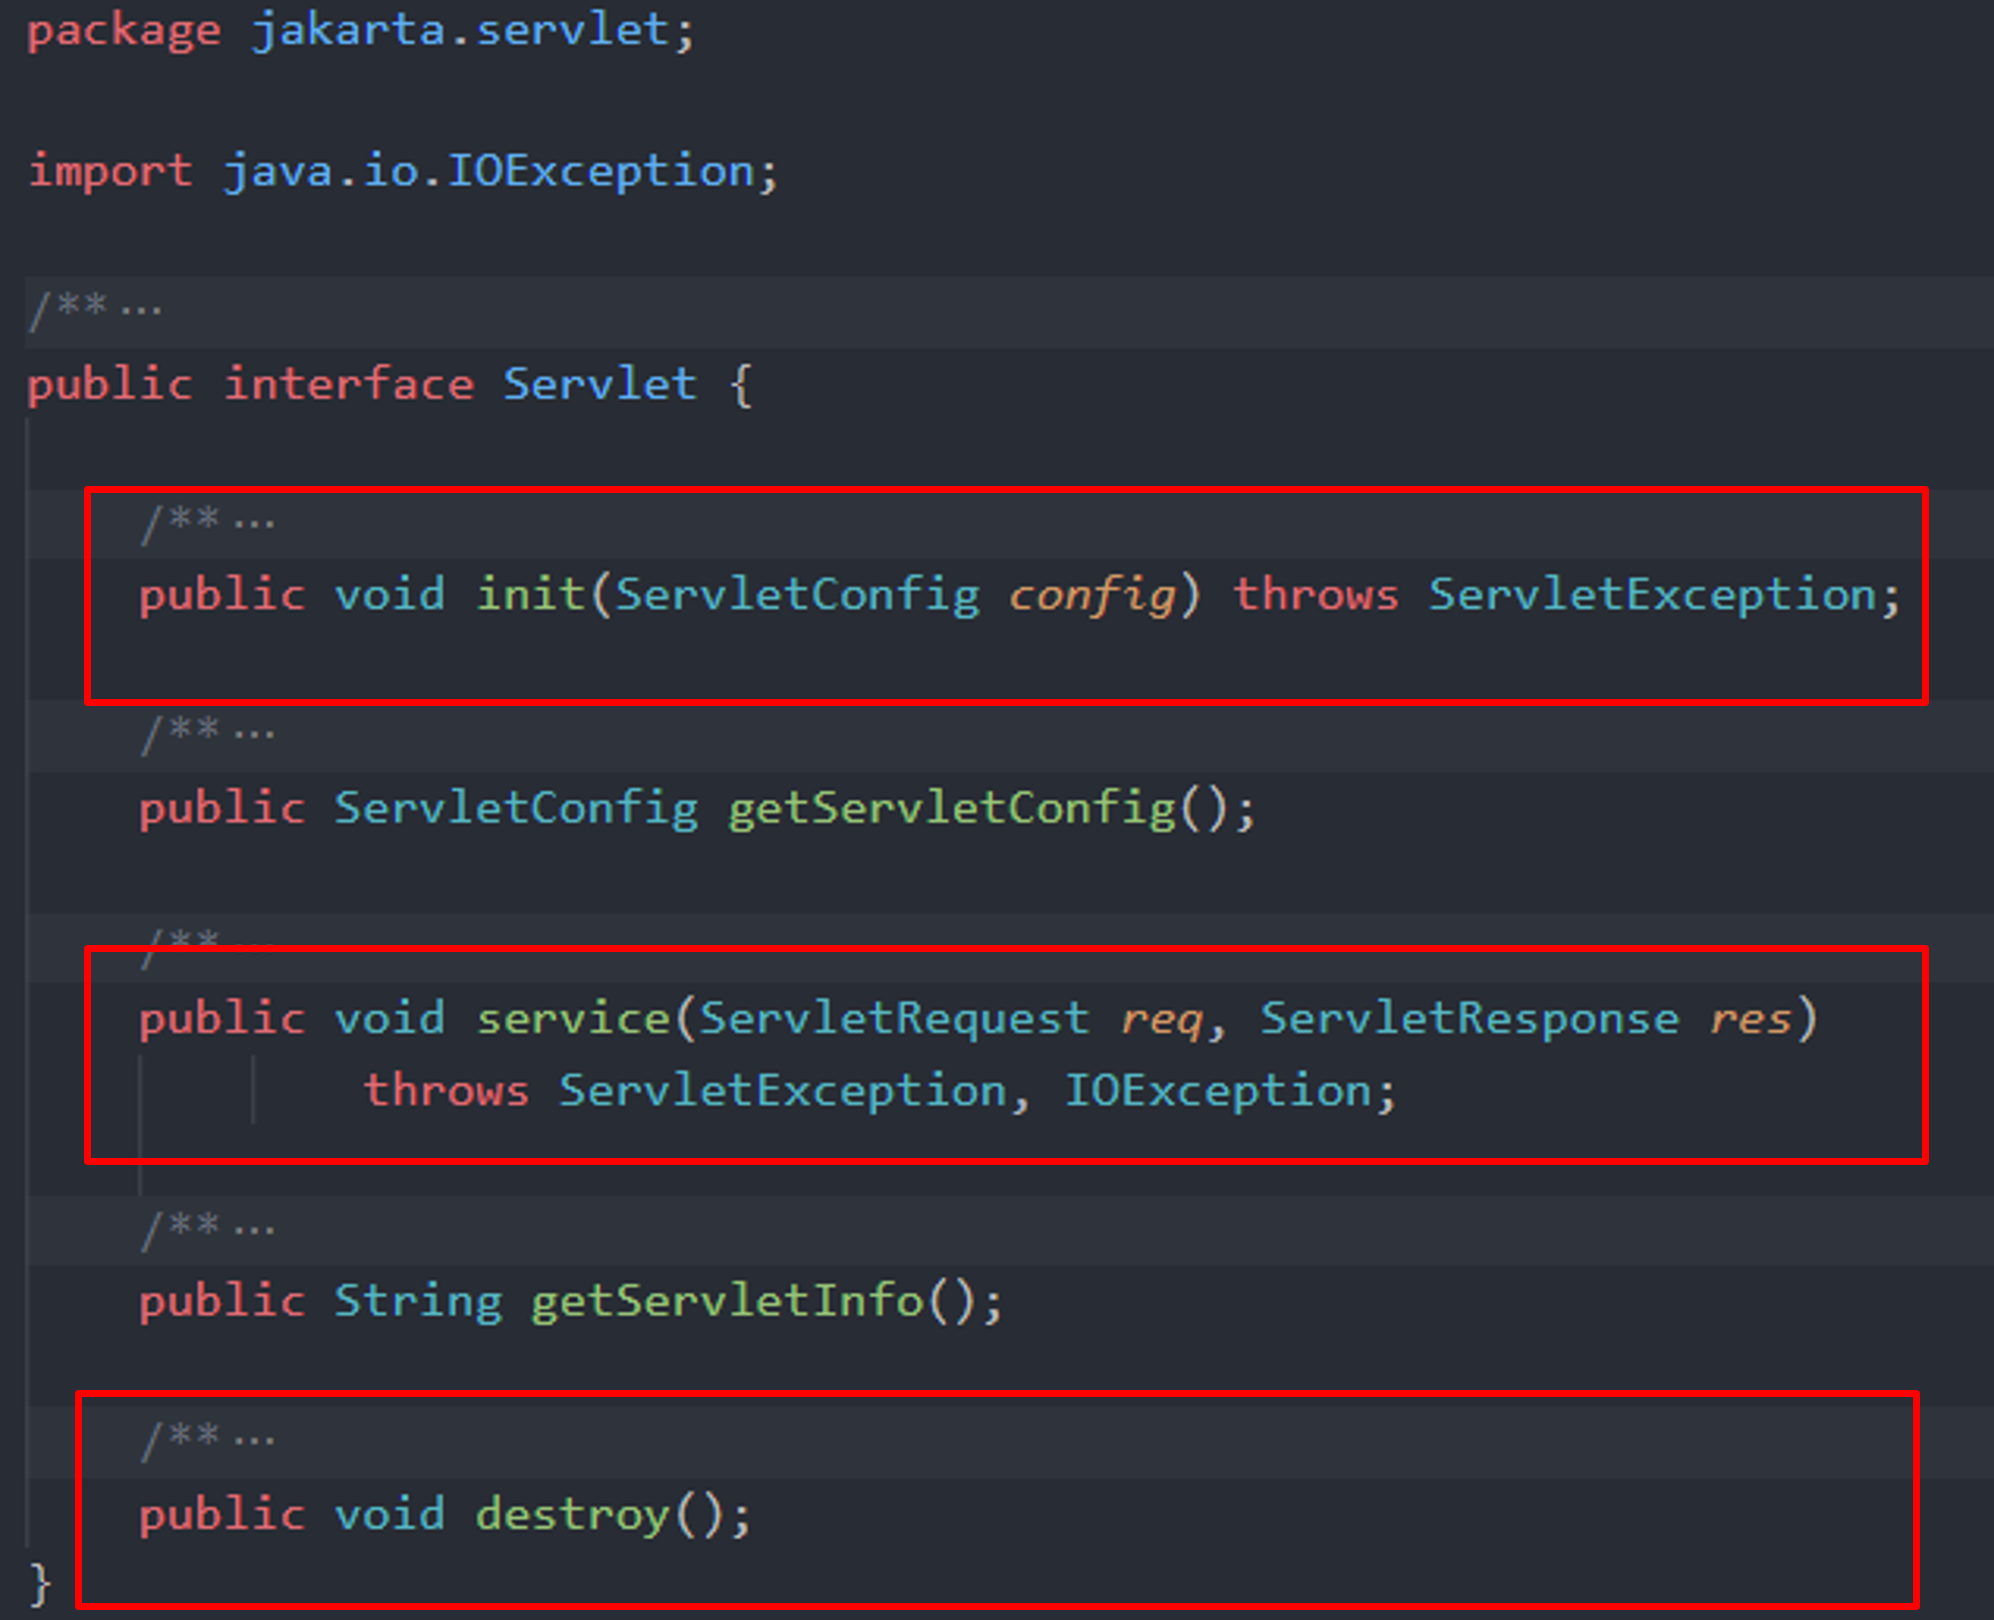 package jakarta.servlet;
import java.io.IOException;
/** ...
public interface Servlet {
/** ...
public void init(ServletConfig config) throws ServletException;
/** ...
public ServletConfig getServletConfig();
/** ...
public void service(ServletRequest req, ServletResponse res)
throws ServletException, IOException;
/** ...
public String getServletInfo();
/** ...
public void destroy();
}